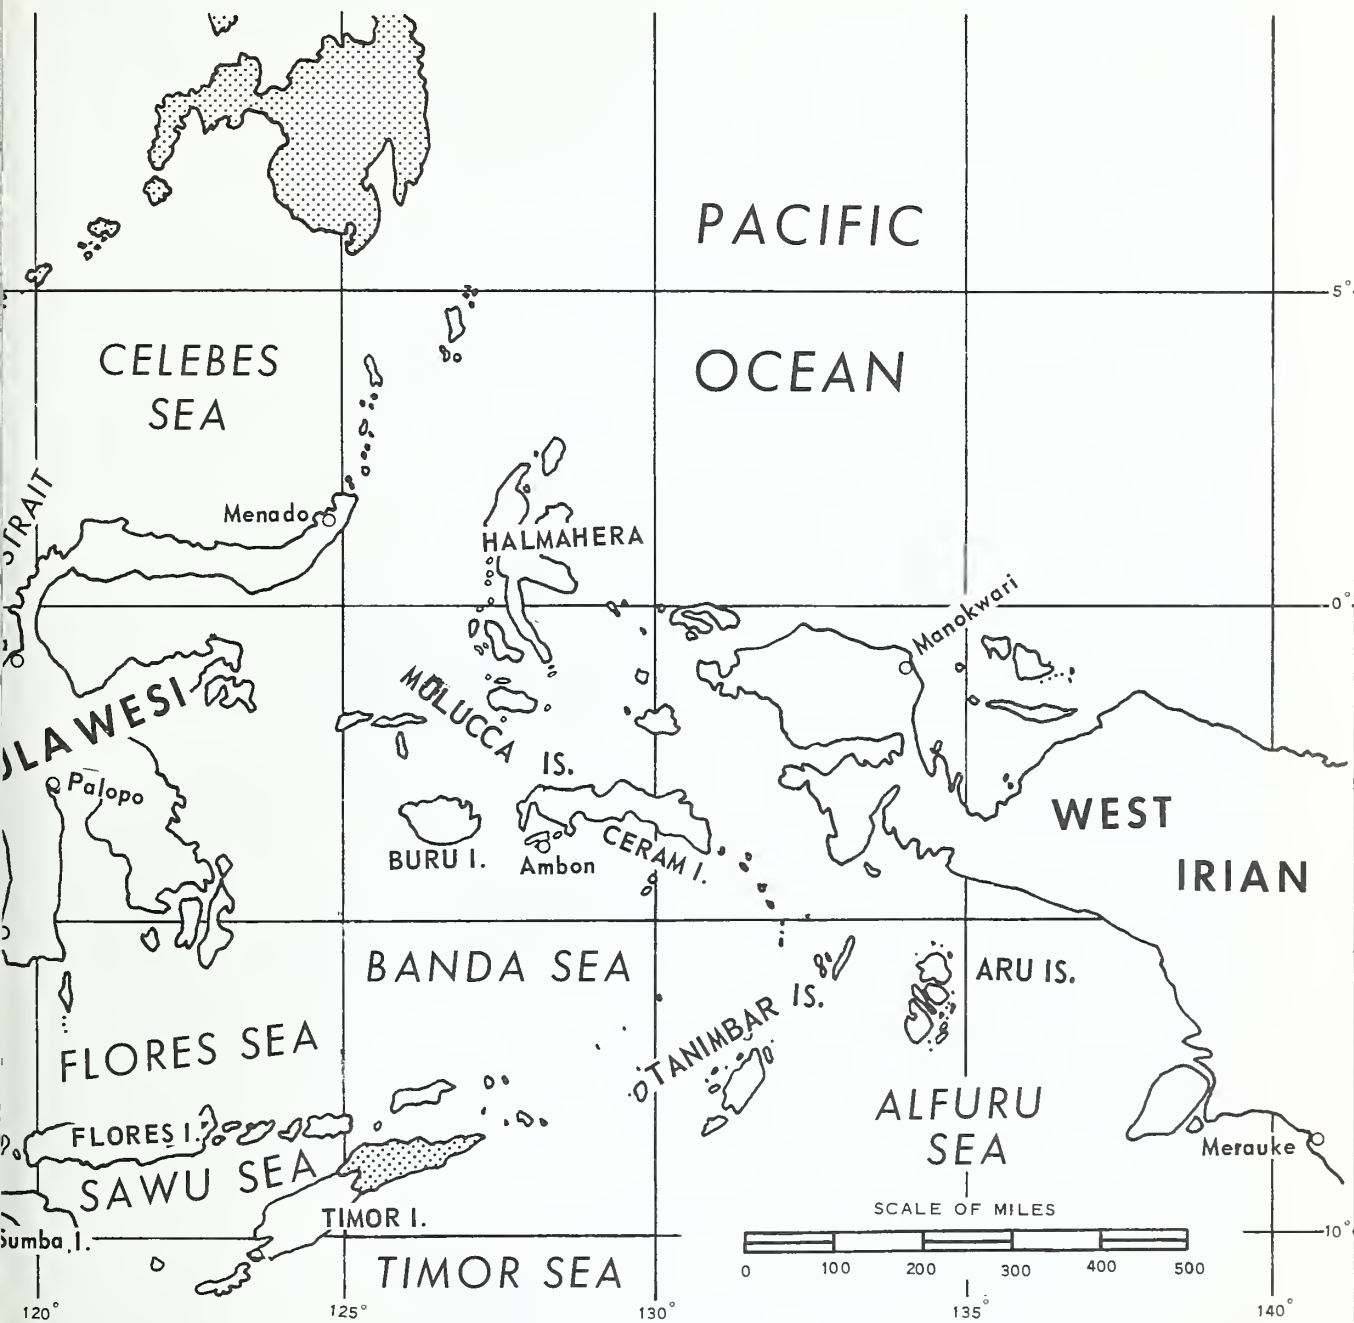 PACIFIC
5°
CELEBES
SEA
OCEAN
STRAIT
Menado
HALMAHERA
Manokwari
0°
MOLUCCA
IS.
ULAWESI
Palopo
WEST
IRIAN
BURU I.
Ambon
CERAM I.
BANDA SEA
ARU IS.
TANIMBAR IS.
FLORES SEA
ALFURU
SEA
FLORES I.
SAWU SEA
Merauke
TIMOR I.
SCALE OF MILES
Sumba I.
10°
TIMOR SEA
0 100 200 300 400 500
120° 125° 130° 135° 140°